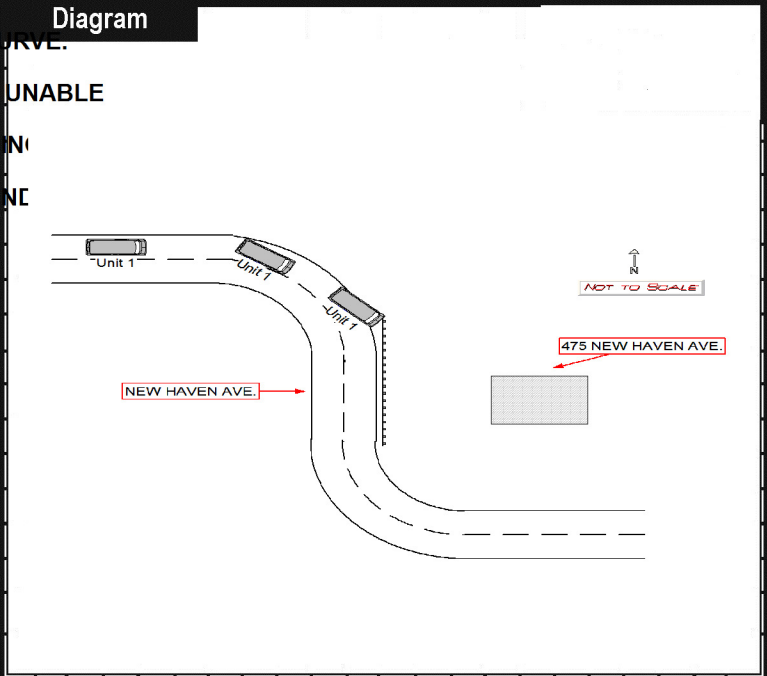 Diagram
URVE.
UNABLE
Unit 1
Unit 1
Unit 1
N
NOT TO SCALE
475 NEW HAVEN AVE.
NEW HAVEN AVE.